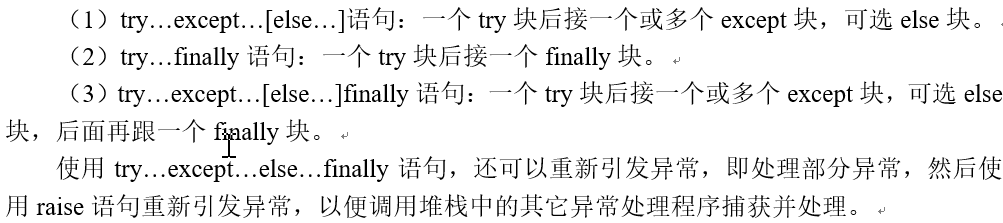 （1）try…except…[else…]语句：一个 try 块后接一个或多个 except 块，可选 else 块。
（2）try…finally 语句：一个 try 块后接一个 finally 块。
（3）try…except…[else…]finally 语句：一个 try 块后接一个或多个 except 块，可选 else
块，后面再跟一个 finally 块。
使用 try…except…else…finally 语句，还可以重新引发异常，即处理部分异常，然后使
用 raise 语句重新引发异常，以便调用堆栈中的其它异常处理程序捕获并处理。